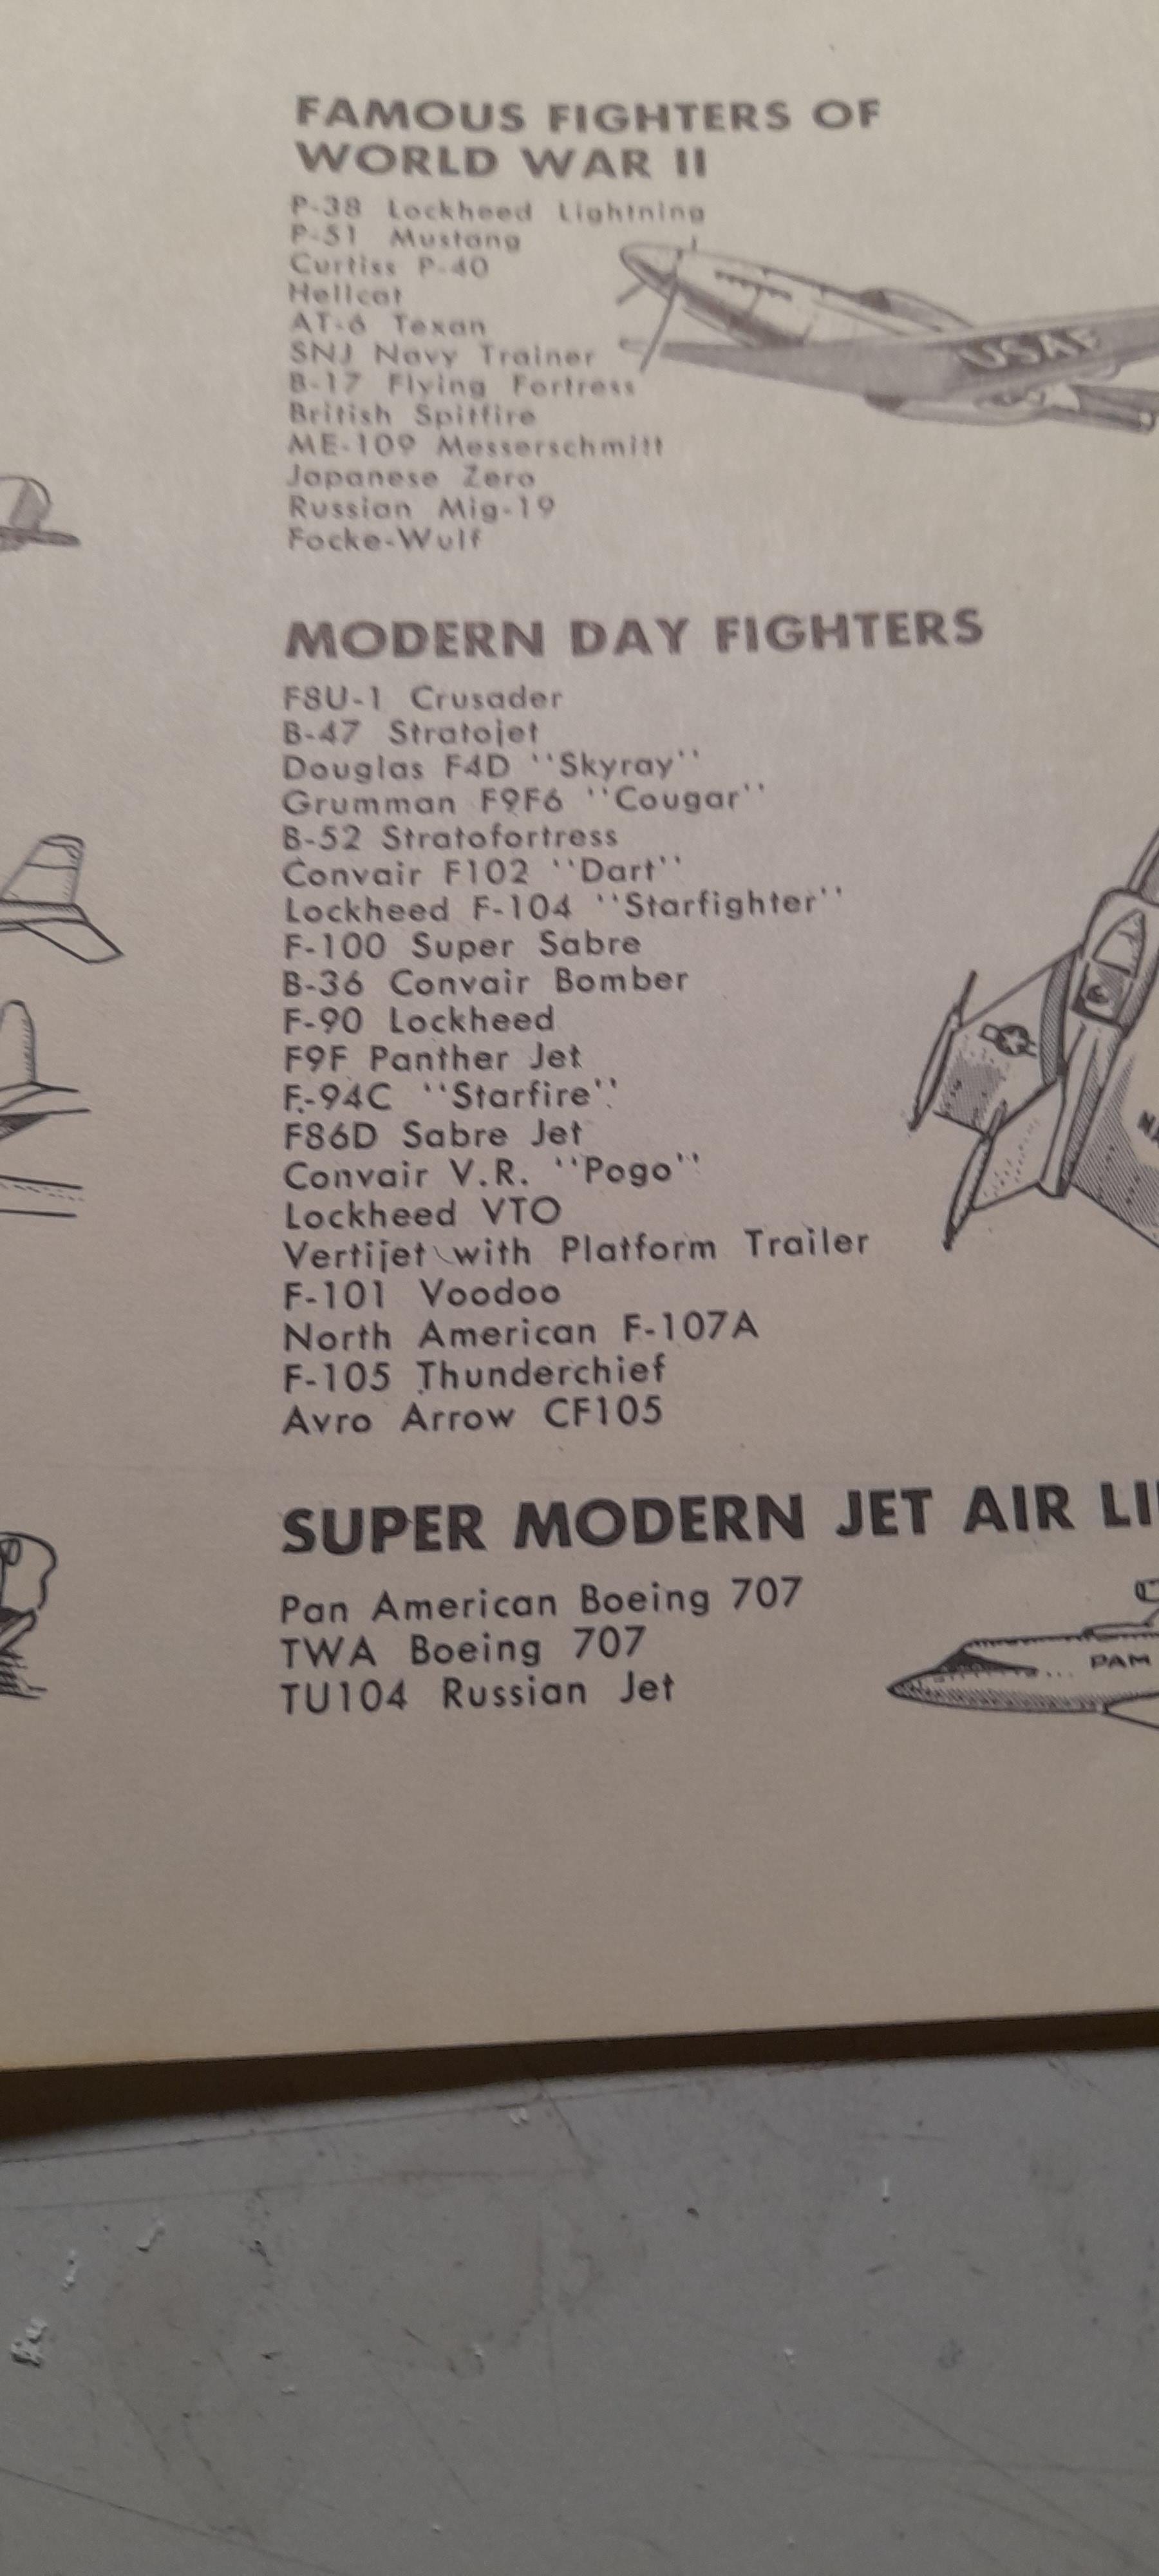 FAMOUS FIGHTERS OF
WORLD WAR II
P-38 Lockheed Lightning
P-51 Mustang
Curtiss P-40
Hellcat
AT-6 Texan
SNJ Navy Trainer
B-17 Flying Fortress
British Spitfire
ME-109 Messerschmitt
Japanese Zero
Russian Mig-19
Focke-Wulf
USAF
MODERN DAY FIGHTERS
F8U-1 Crusader
B-47 Stratojet
Douglas F4D ''Skyray''
Grumman F9F6 ''Cougar''
B-52 Stratofortress
Convair F102 ''Dart''
Lockheed F-104 ''Starfighter''
F-100 Super Sabre
B-36 Convair Bomber
F-90 Lockheed
F9F Panther Jet
F-94C ''Starfire''
F86D Sabre Jet
Convair V.R. ''Pogo''
Lockheed VTO
Vertijet with Platform Trailer
F-101 Voodoo
North American F-107A
F-105 Thunderchief
Avro Arrow CF105
SUPER MODERN JET AIR LI
Pan American Boeing 707
TWA Boeing 707
TU104 Russian Jet
PAM